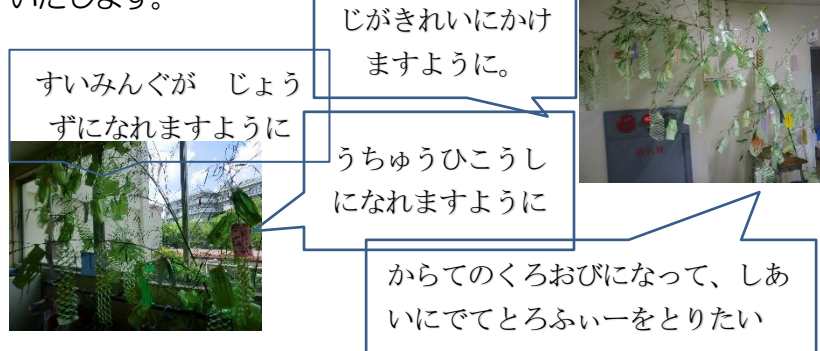 いたします。
じがきれいにかけ
ますように。
すいみんぐが　じょう
ずになれますように
うちゅうひこうし
になれますように
からてのくろおびになって、しあ
いにでてとろふぃーをとりたい
消火栓